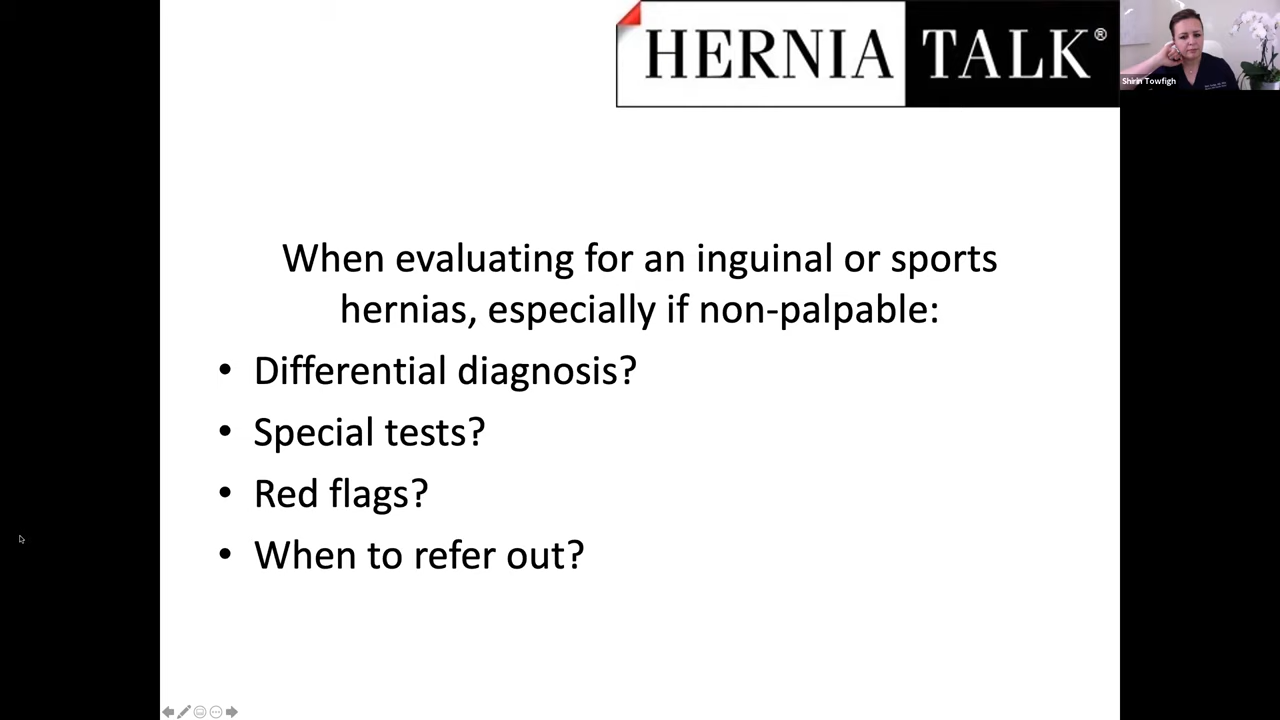 HERNIA TALK®
Shirin Towfigh
When evaluating for an inguinal or sports
hernias, especially if non-palpable:
• Differential diagnosis?
• Special tests?
• Red flags?
• When to refer out?